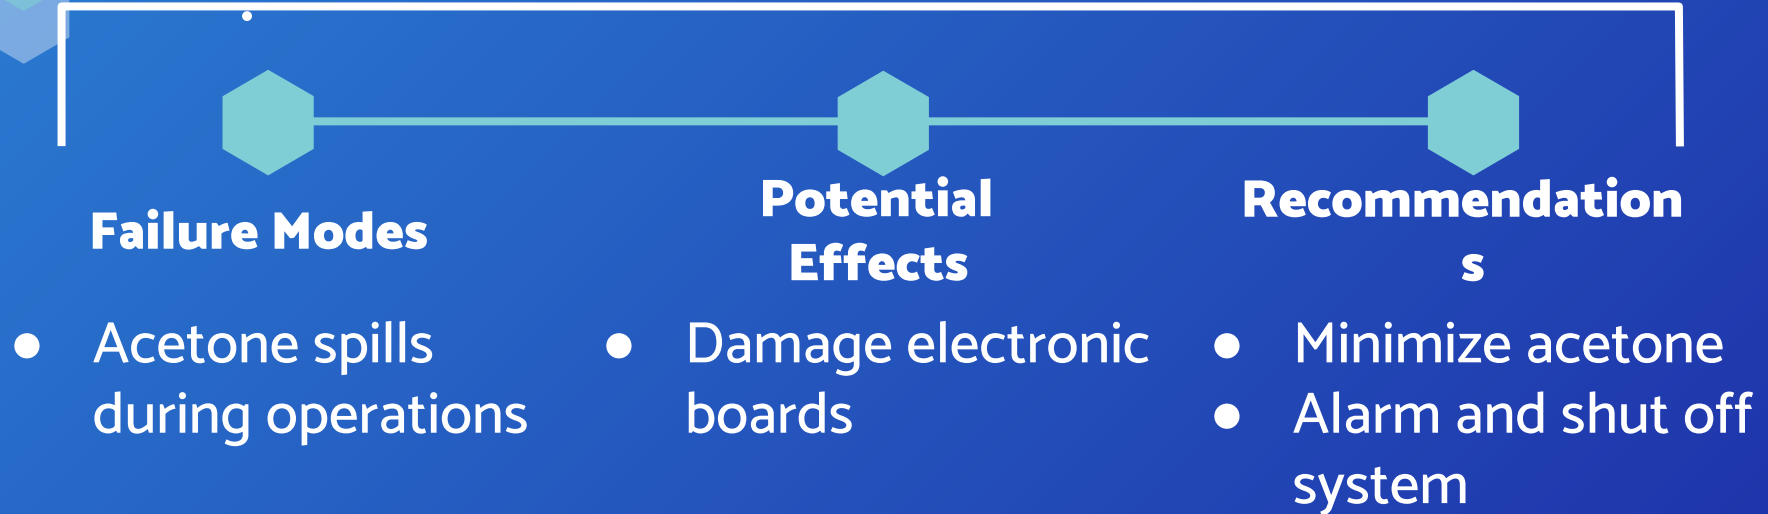 Failure Modes
Potential
Effects
Recommendation
s
● Acetone spills
during operations
● Damage electronic
boards
● Minimize acetone
● Alarm and shut off
system